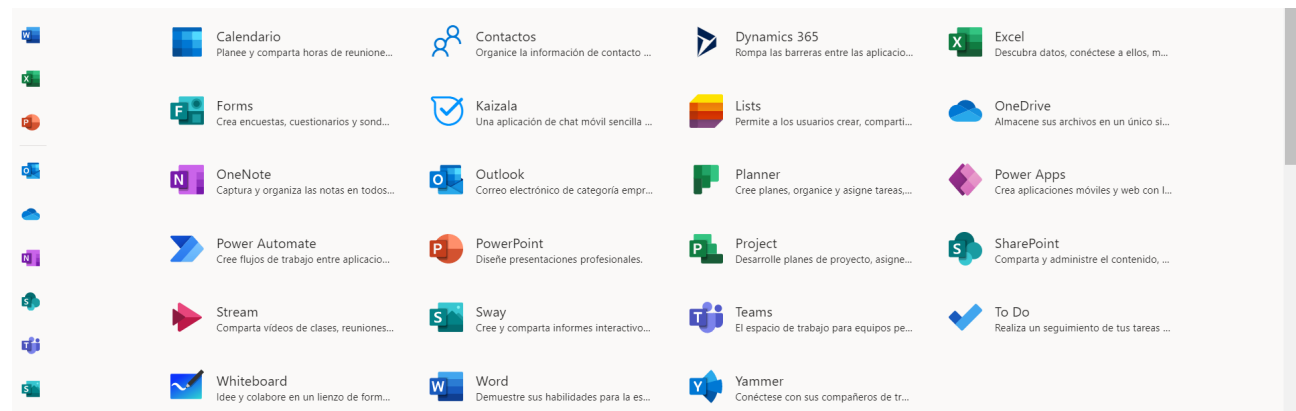 Calendario
Planee y comparta horas de reunione...
Contactos
Organice la información de contacto ...
Dynamics 365
Rompa las barreras entre las aplicacio...
Excel
Descubra datos, conéctese a ellos, m...
Forms
Crea encuestas, cuestionarios y sond...
Kaizala
Una aplicación de chat móvil sencilla ...
Lists
Permite a los usuarios crear, comparti...
OneDrive
Almacene sus archivos en un único si...
OneNote
Captura y organiza las notas en todos...
Outlook
Correo electrónico de categoría empr...
Planner
Cree planes, organice y asigne tareas,...
Power Apps
Crea aplicaciones móviles y web con l...
Power Automate
Cree flujos de trabajo entre aplicacio...
PowerPoint
Diseñe presentaciones profesionales.
Project
Desarrolle planes de proyecto, asigne...
SharePoint
Comparta y administre el contenido, ...
Stream
Comparta vídeos de clases, reuniones...
Sway
Cree y comparta informes interactivo...
Teams
El espacio de trabajo para equipos pe...
To Do
Realiza un seguimiento de tus tareas ...
Whiteboard
Idee y colabore en un lienzo de form...
Word
Demuestre sus habilidades para la es...
Yammer
Conéctese con sus compañeros de tr...